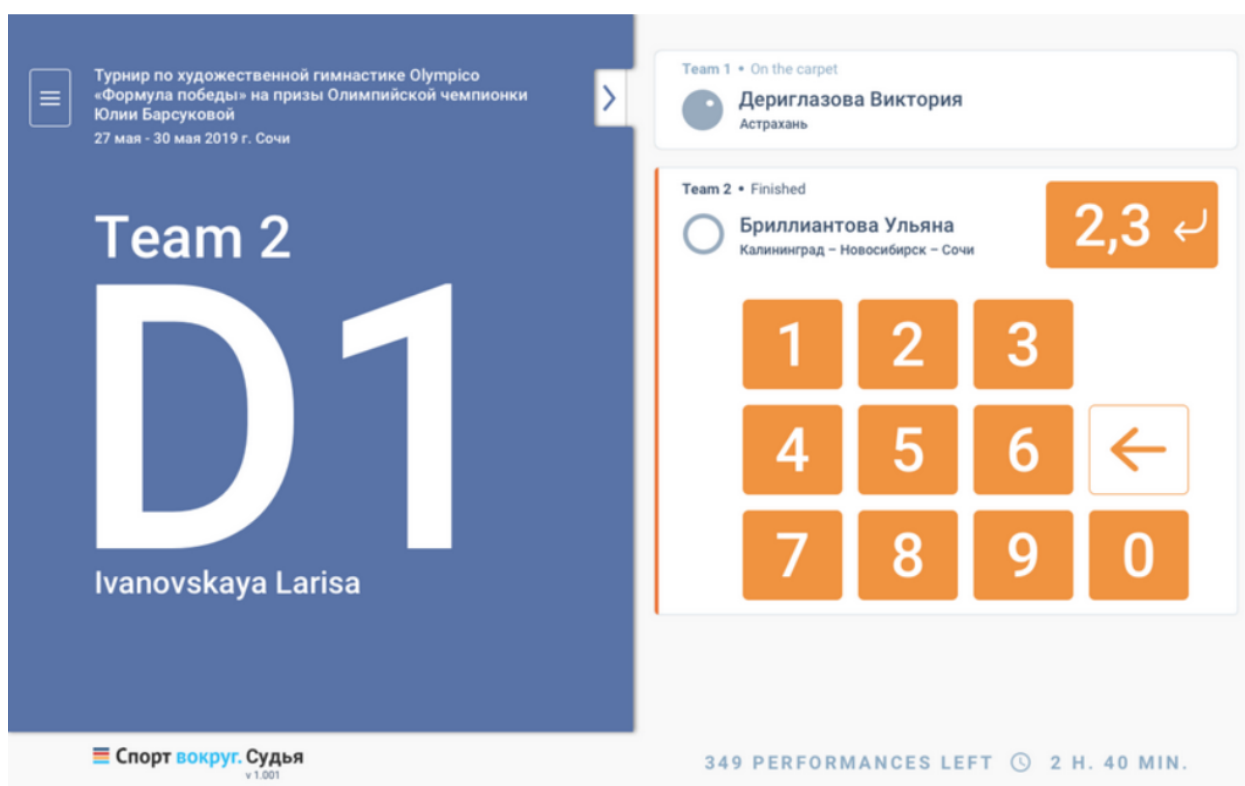 Турнир по художественной гимнастике Olympico
«Формула победы» на призы Олимпийской чемпионки
Юлии Барсуковой
27 мая - 30 мая 2019 г. Сочи
Team 2
D1
Ivanovskaya Larisa
Спорт вокруг. Судья
v 1.001
Team 1 • On the carpet
Дериглазова Виктория
Астрахань
Team 2 • Finished
Бриллиантова Ульяна
Калининград – Новосибирск – Сочи
2,3
1 2 3
4 5 6
7 8 9 0
349 PERFORMANCES LEFT 2 H. 40 MIN.